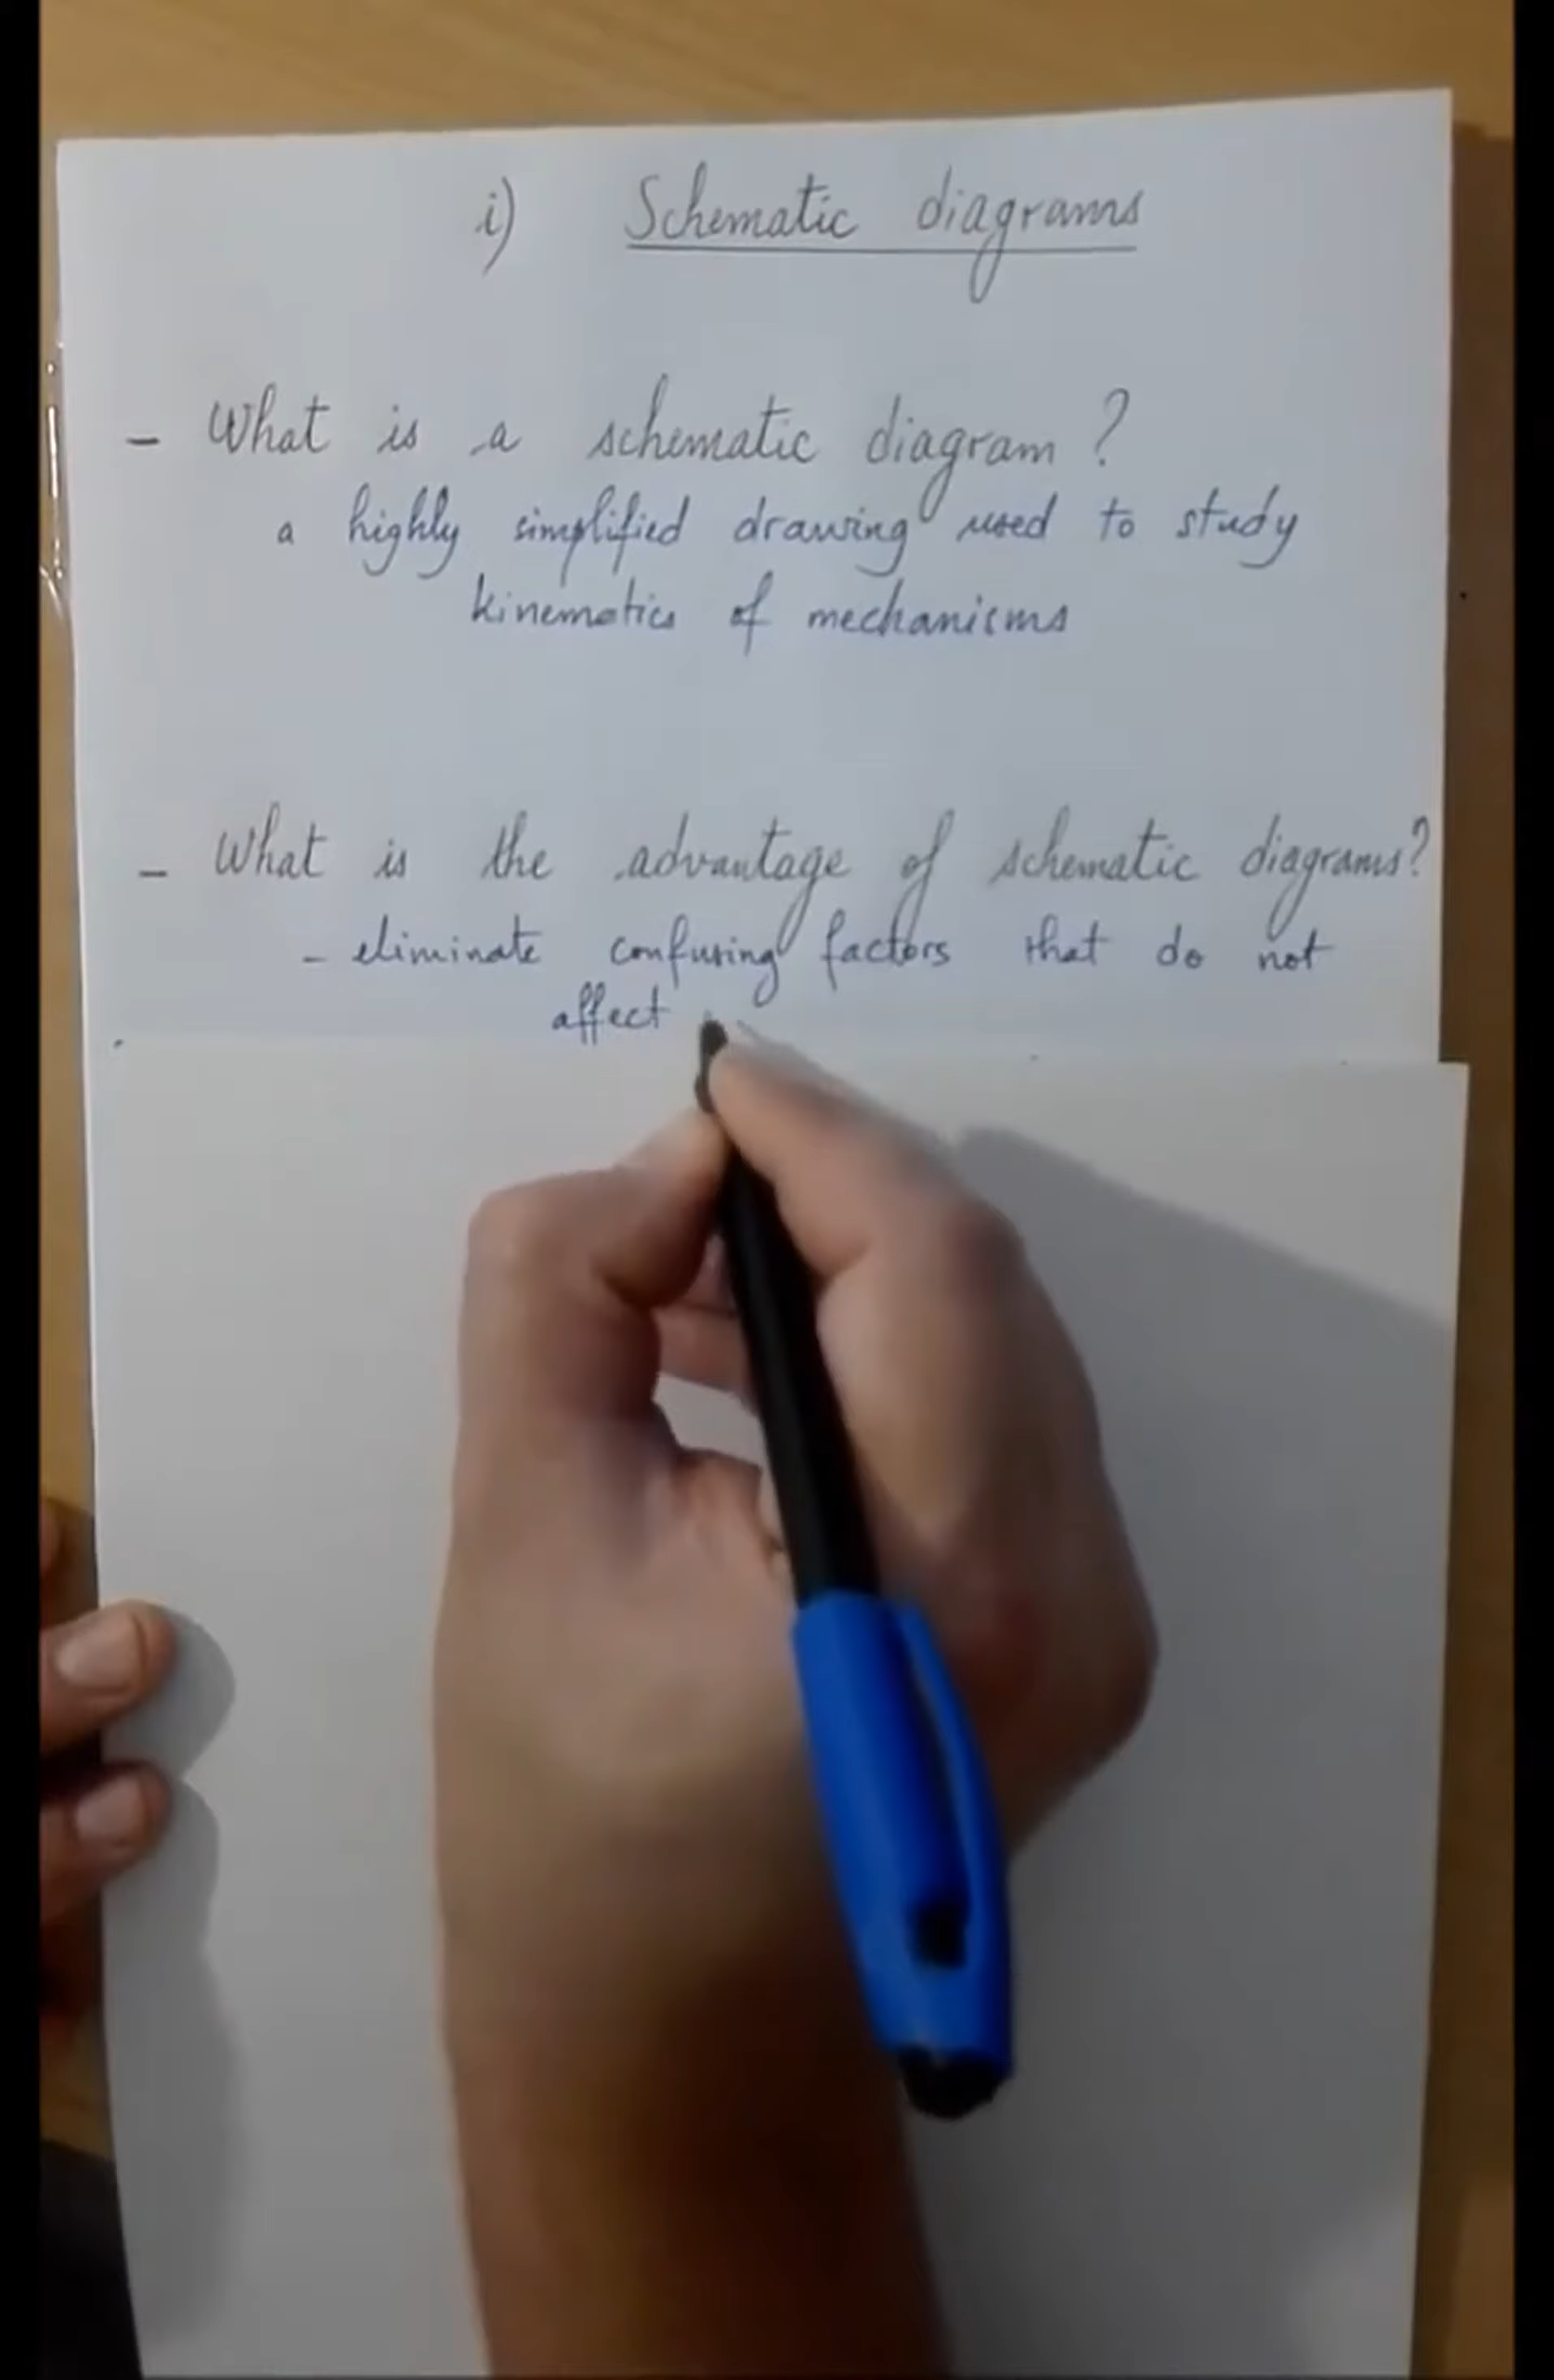 i) Schematic diagrams
- What is a schematic diagram?
a highly simplified drawing used to study
kinematics of mechanisms
- What is the advantage of schematic diagrams?
- eliminate confusing factors that do not
affect